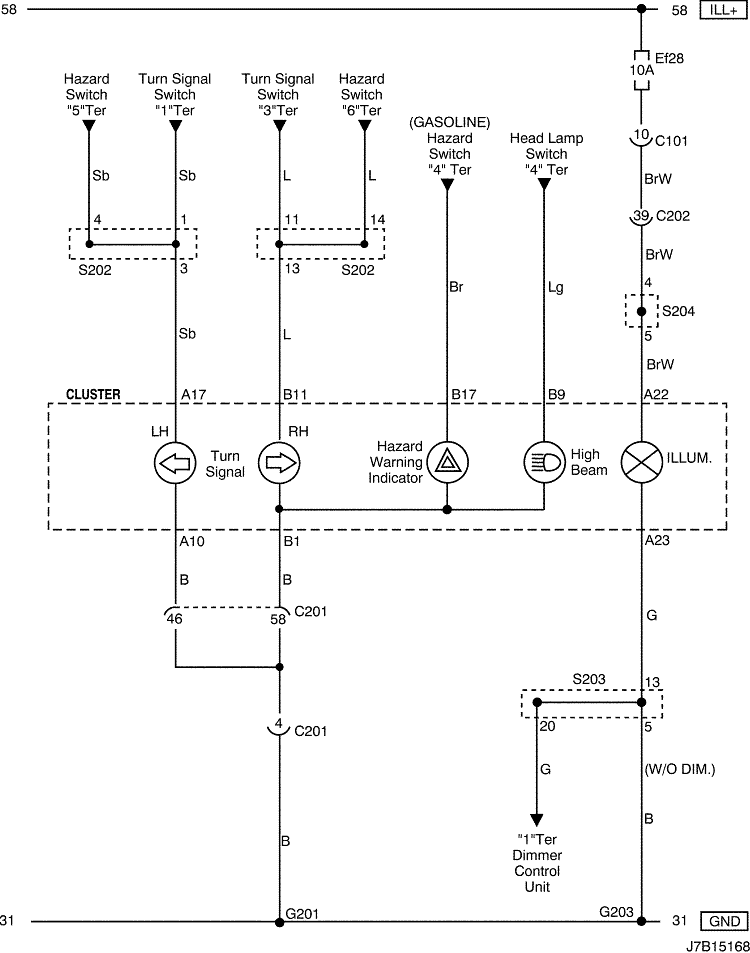 58
58 ILL+
Ef28
10A
Hazard
Switch
"5"Ter
Turn Signal
Switch
"1"Ter
Turn Signal
Switch
"3"Ter
Hazard
Switch
"6"Ter
(GASOLINE)
Hazard
Switch
"4" Ter
Head Lamp
Switch
"4" Ter
10 C101
Sb Sb L L BrW
4 1 11 14 39 C202
BrW
S202 3 13 S202
4
Br Lg
S204
5
Sb L
BrW
CLUSTER A17 B11 B17 B9 A22
LH RH
Turn
Signal
Hazard
Warning
Indicator
High
Beam
ILLUM.
A10 B1 A23
B B
46 58 C201
G
S203 13
4 C201
20 5
G (W/O DIM.)
B B
"1"Ter
Dimmer
Control
Unit
31 G201 G203 31 GND
J7B15168